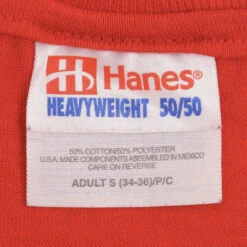 Hanes®
HEAVYWEIGHT 50/50
50% COTTON/50% POLYESTER
U.S.A. MADE COMPONENTS ASSEMBLED IN MEXICO
CARE ON REVERSE
ADULT S (34-36)/P/C